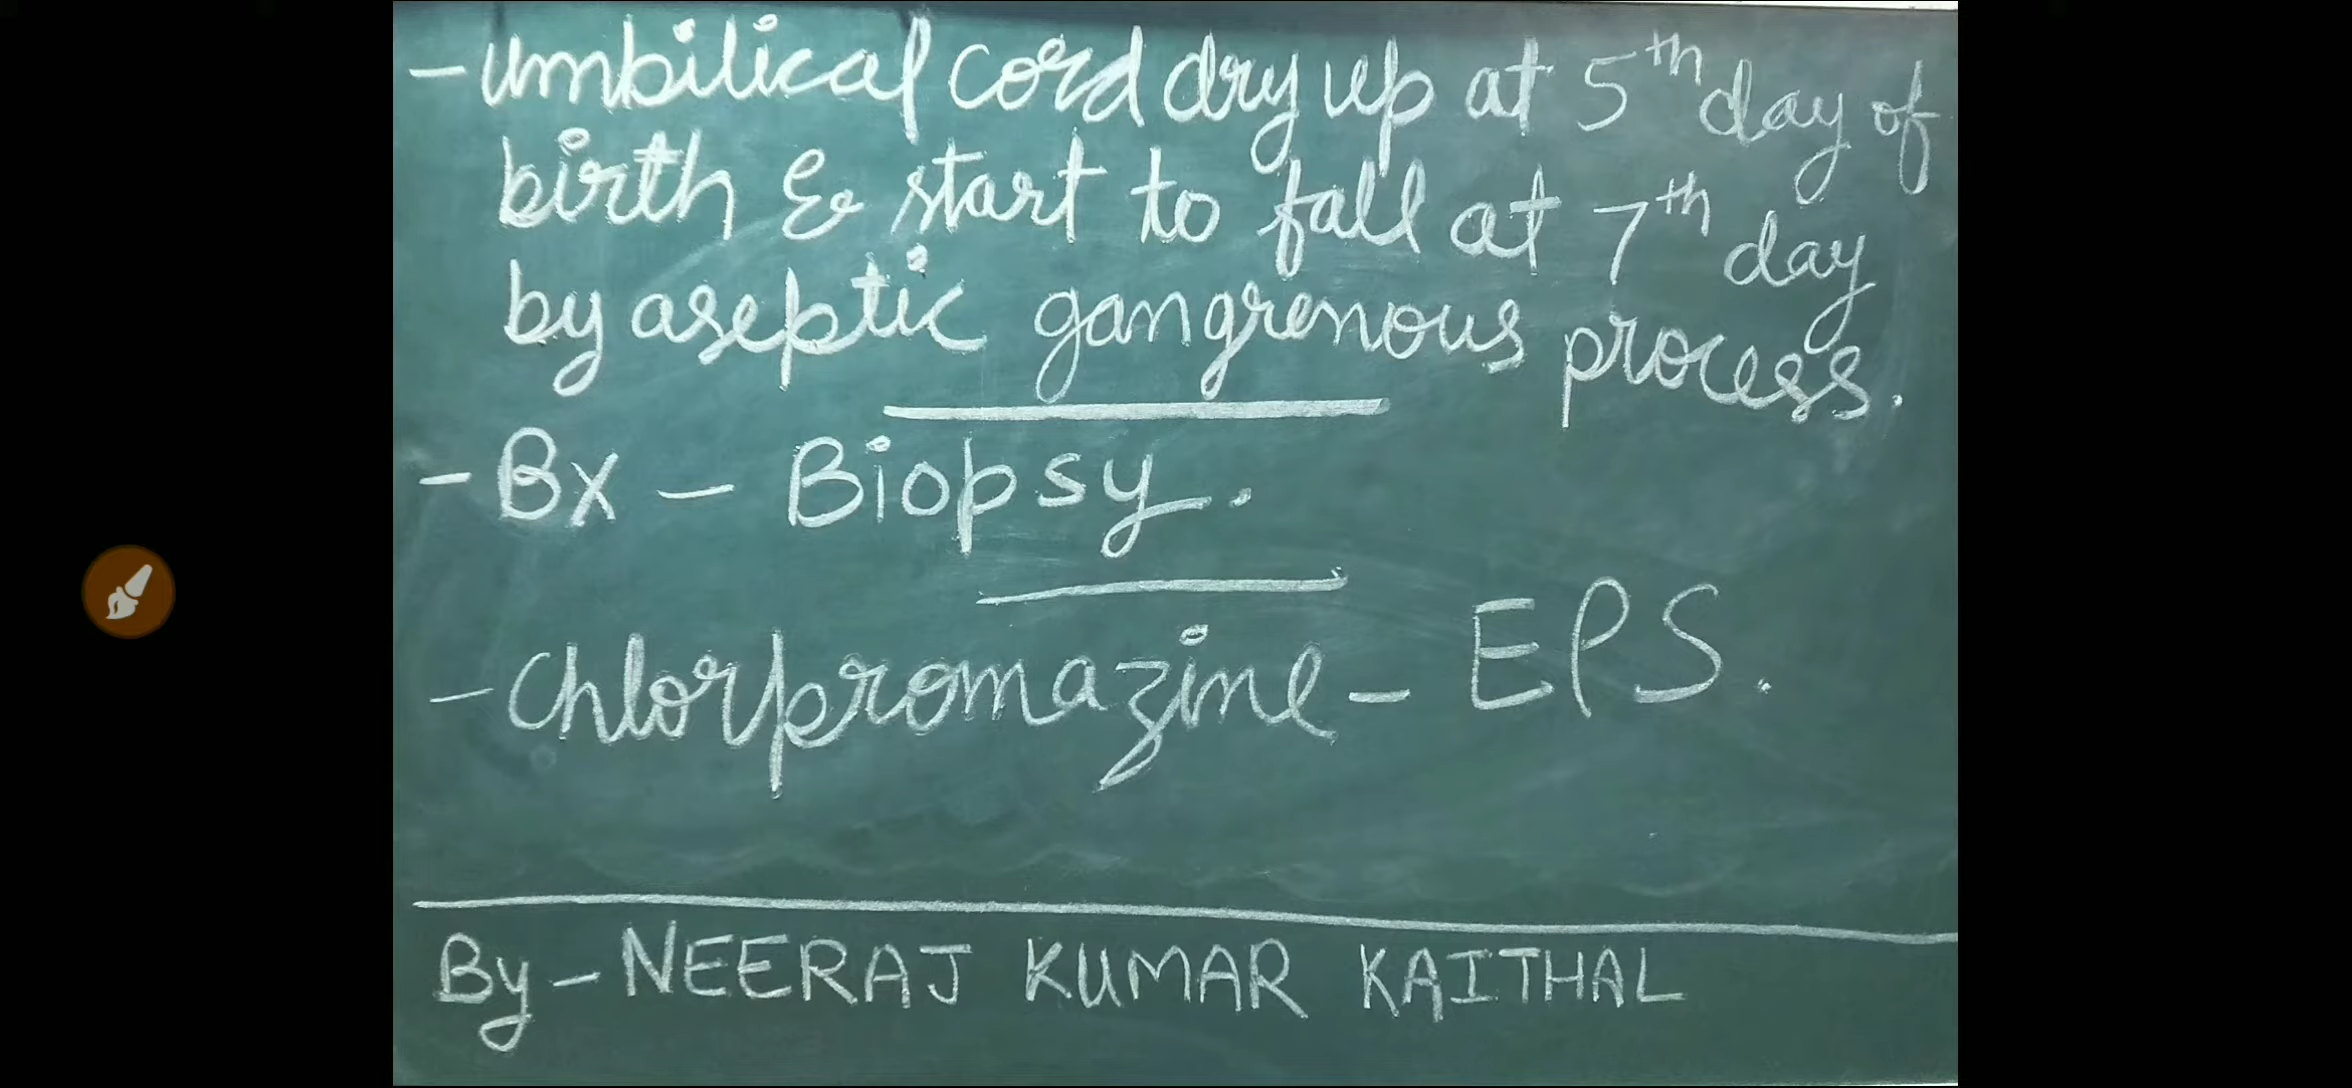 - umbilical cord dry up at 5th day of
birth & start to fall at 7th day
by aseptic gangrenous process.
- Bx - Biopsy.
- Chlorpromazine - EPS.
By - NEERAJ KUMAR KAITHAL